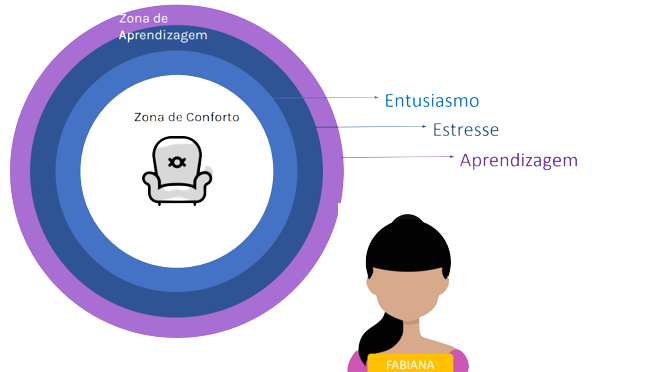 Zona de
Aprendizagem
Entusiasmo
Zona de Conforto
Estresse
Aprendizagem
FABIANA